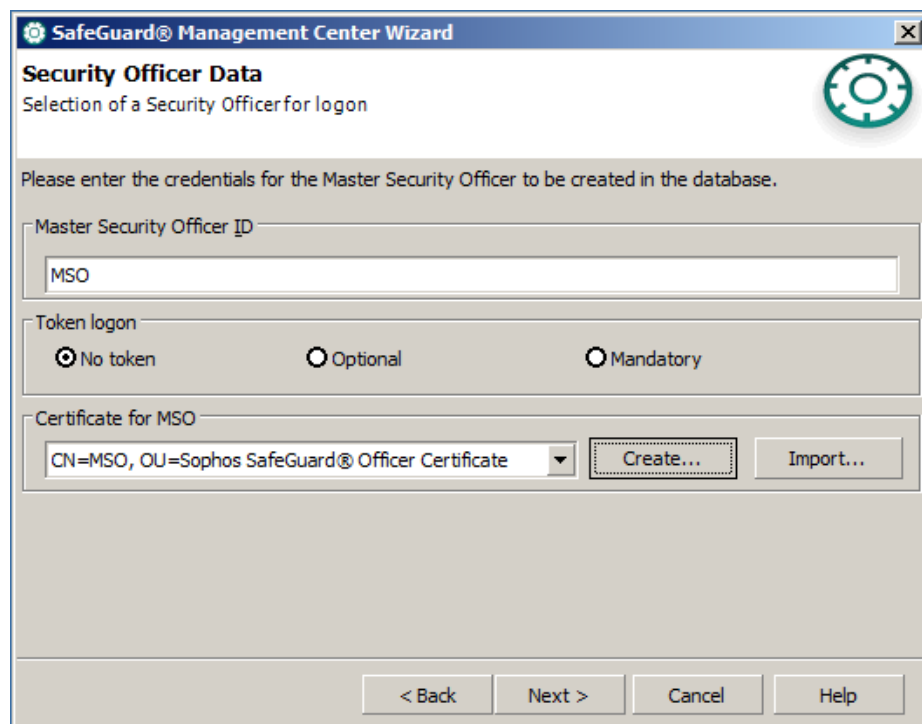 SafeGuard® Management Center Wizard
Security Officer Data
Selection of a Security Officer for logon
Please enter the credentials for the Master Security Officer to be created in the database.
Master Security Officer ID
MSO
Token logon
No token
Optional
Mandatory
Certificate for MSO
CN=MSO, OU=Sophos SafeGuard® Officer Certificate
Create...
Import...
< Back
Next >
Cancel
Help